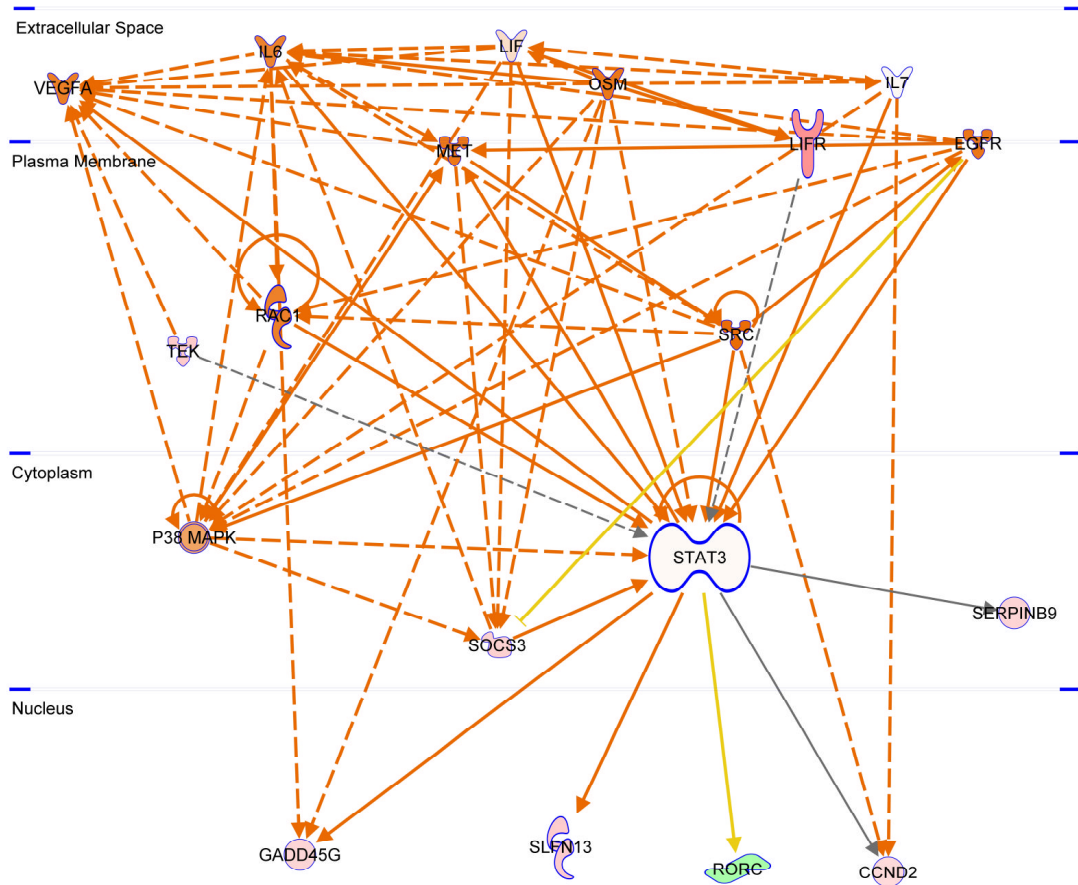 Extracellular Space
IL6
LIF
VEGFA
OSM
IL7
MET
LIFR
EGFR
Plasma Membrane
RAC1
SRC
TEK
Cytoplasm
P38 MAPK
STAT3
SERPINB9
SOCS3
Nucleus
GADD45G
SLFN13
RORC
CCND2